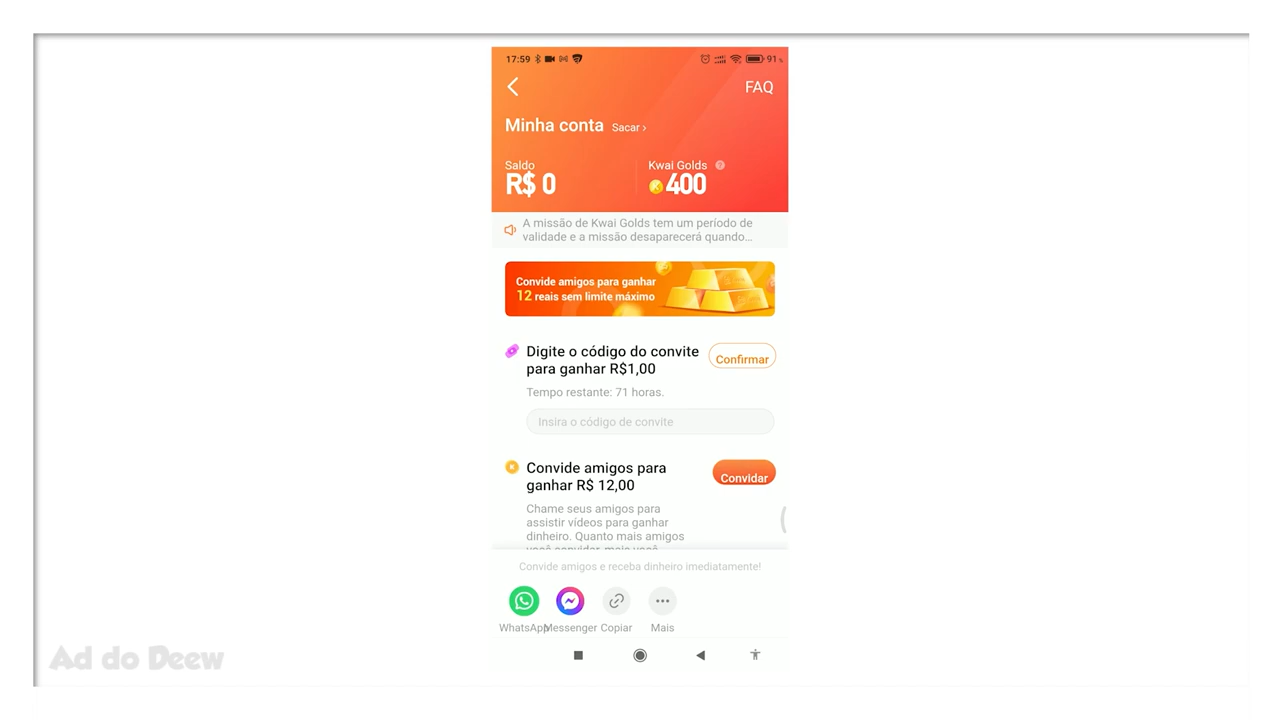 17:59
91
FAQ
Minha conta Sacar >
Saldo
R$ 0
Kwai Golds ?
K 400
A missão de Kwai Golds tem um período de
validade e a missão desaparecerá quando...
Convide amigos para ganhar
12 reais sem limite máximo
Digite o código do convite
para ganhar R$1,00
Confirmar
Tempo restante: 71 horas.
Insira o código de convite
K
Convide amigos para
ganhar R$ 12,00
Convidar
Chame seus amigos para
assistir vídeos para ganhar
dinheiro. Quanto mais amigos
você convidar, mais você
Convide amigos e receba dinheiro imediatamente!
WhatsApp Messenger Copiar Mais
Ad do Deew